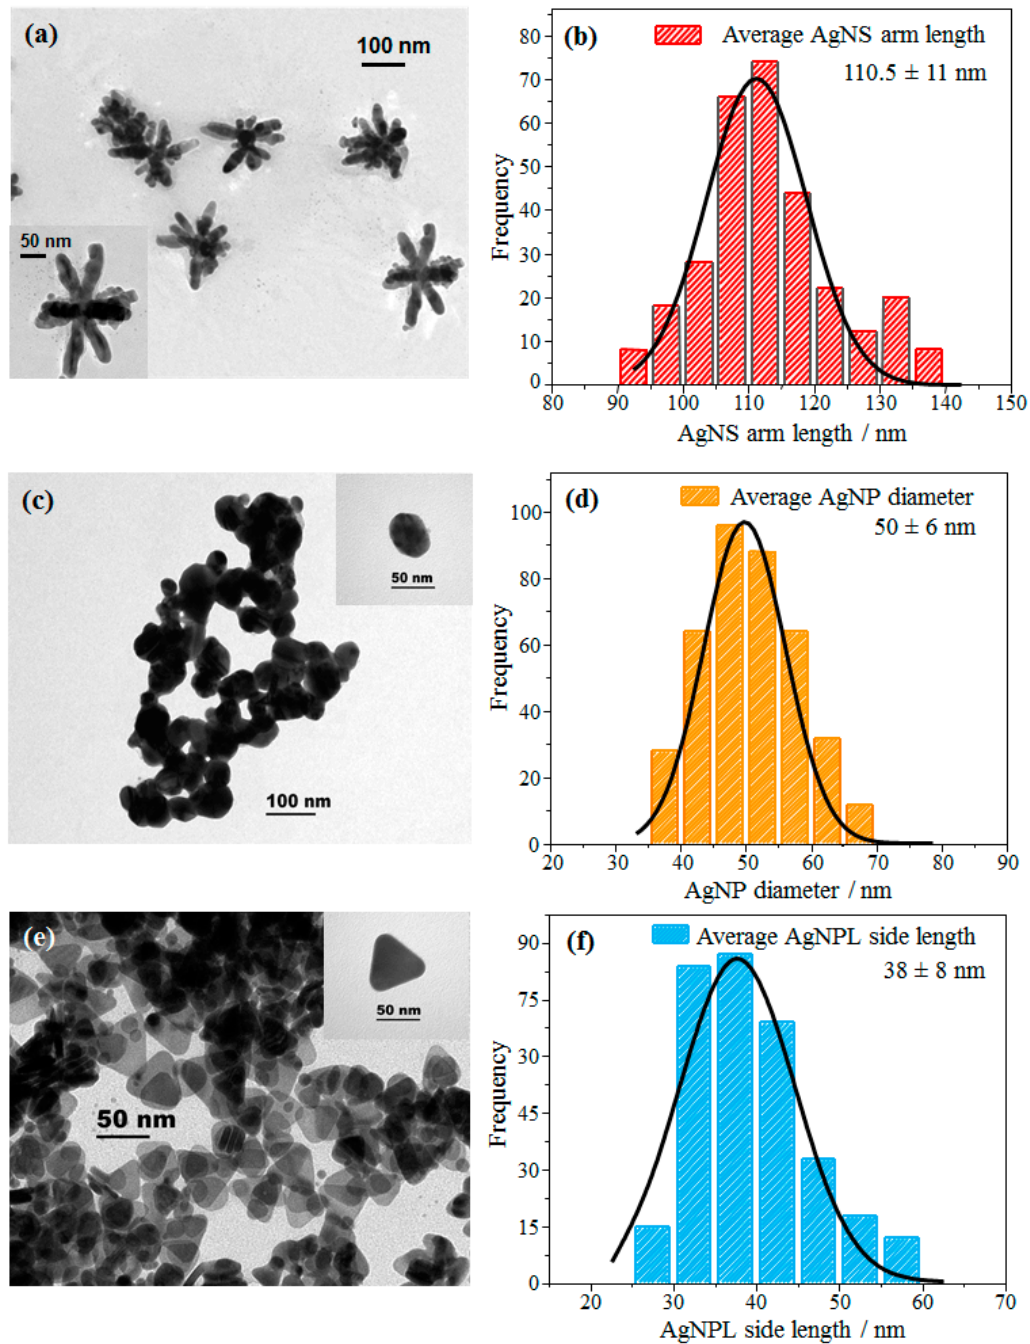 (a)
100 nm
50 nm
(b)
Average AgNS arm length
110.5 ± 11 nm
Frequency
80
70
60
50
40
30
20
10
0
80 90 100 110 120 130 140 150
AgNS arm length / nm
(c)
50 nm
100 nm
(d)
Average AgNP diameter
50 ± 6 nm
Frequency
100
80
60
40
20
0
20 30 40 50 60 70 80 90
AgNP diameter / nm
(e)
50 nm
50 nm
(f)
Average AgNPL side length
38 ± 8 nm
Frequency
90
75
30
45
30
15
0
20 30 40 50 60 70
AgNPL side length / nm